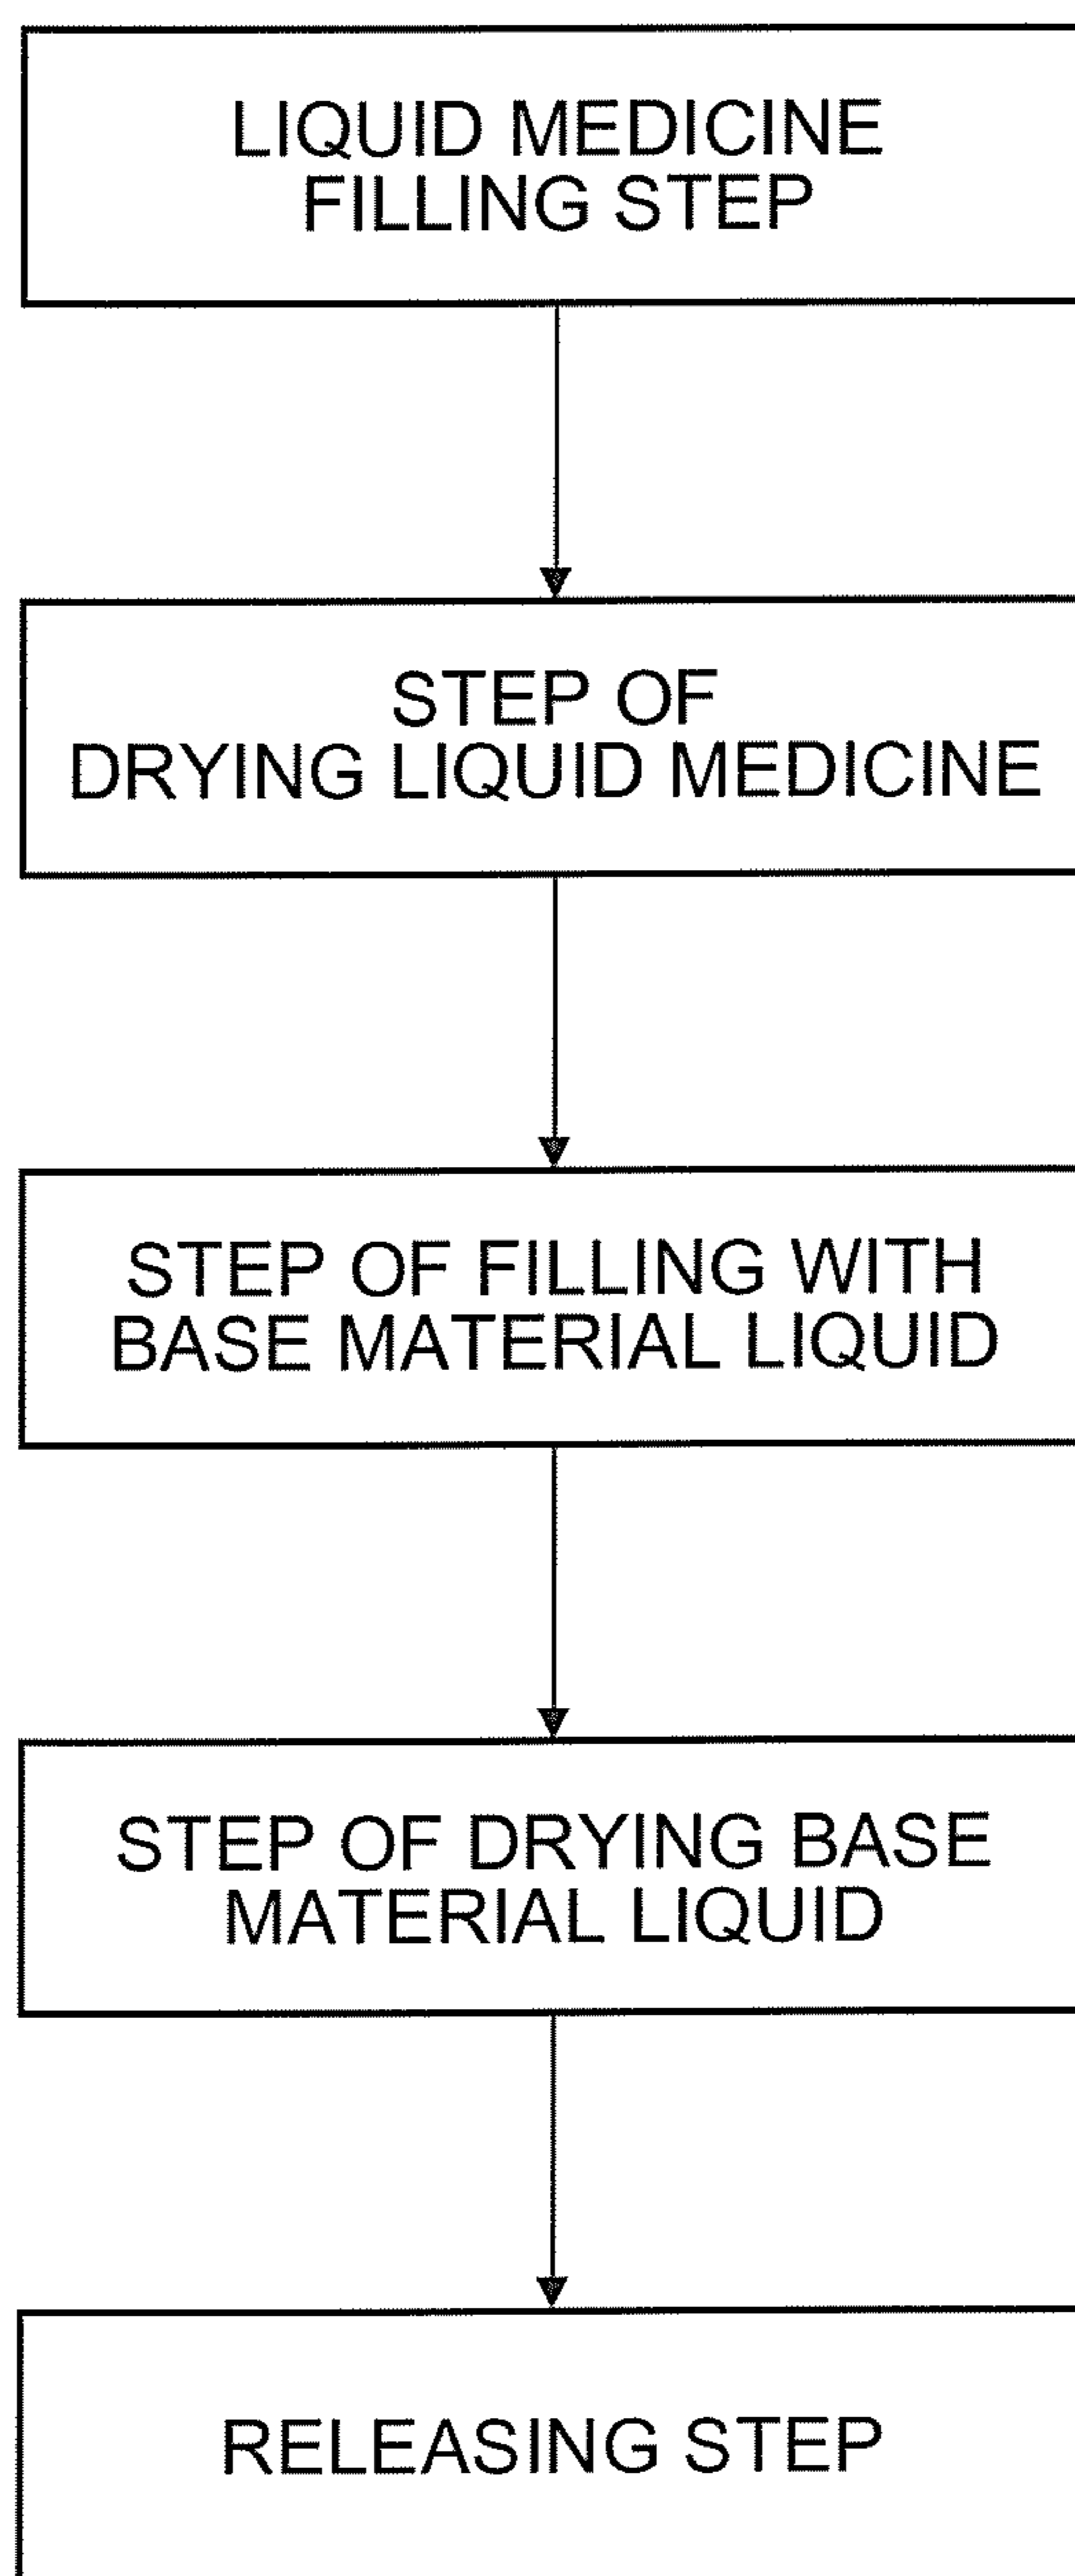 LIQUID MEDICINE
FILLING STEP
STEP OF
DRYING LIQUID MEDICINE
STEP OF FILLING WITH
BASE MATERIAL LIQUID
STEP OF DRYING BASE
MATERIAL LIQUID
RELEASING STEP